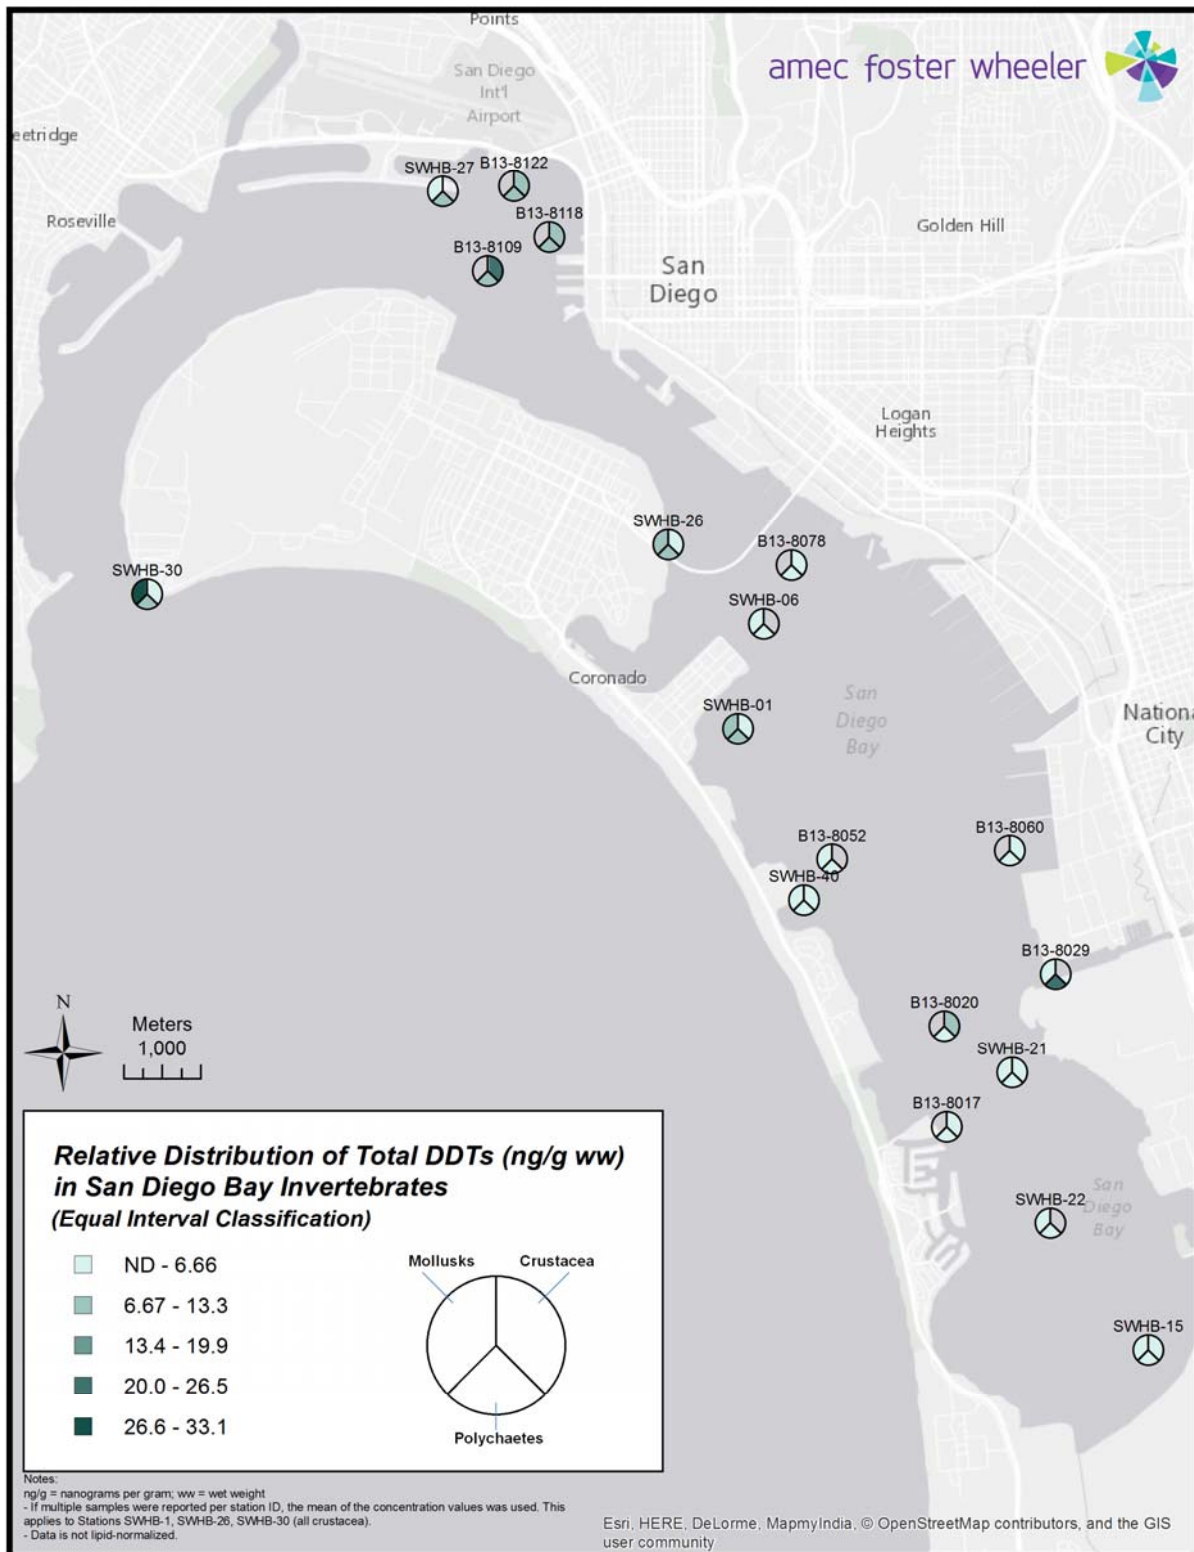 Points
amec foster wheeler
San Diego
Int'l
Airport
eetridge
SWHB-27
B13-8122
Roseville
B13-8118
Golden Hill
B13-8109
San
Diego
Logan
Heights
SWHB-26
B13-8078
SWHB-30
SWHB-06
Coronado
SWHB-01
San
Diego
Bay
Nationa
City
B13-8052
B13-8060
SWHB-40
B13-8029
N
Meters
1,000
B13-8020
SWHB-21
B13-8017
SWHB-22
San
Diego
Bay
SWHB-15
Relative Distribution of Total DDTs (ng/g ww)
in San Diego Bay Invertebrates
(Equal Interval Classification)
ND - 6.66
6.67 - 13.3
13.4 - 19.9
20.0 - 26.5
26.6 - 33.1
Mollusks
Crustacea
Polychaetes
Notes:
ng/g = nanograms per gram; ww = wet weight
- If multiple samples were reported per station ID, the mean of the concentration values was used. This
applies to Stations SWHB-1, SWHB-26, SWHB-30 (all crustacea).
- Data is not lipid-normalized.
Esri, HERE, DeLorme, MapmyIndia, © OpenStreetMap contributors, and the GIS
user community